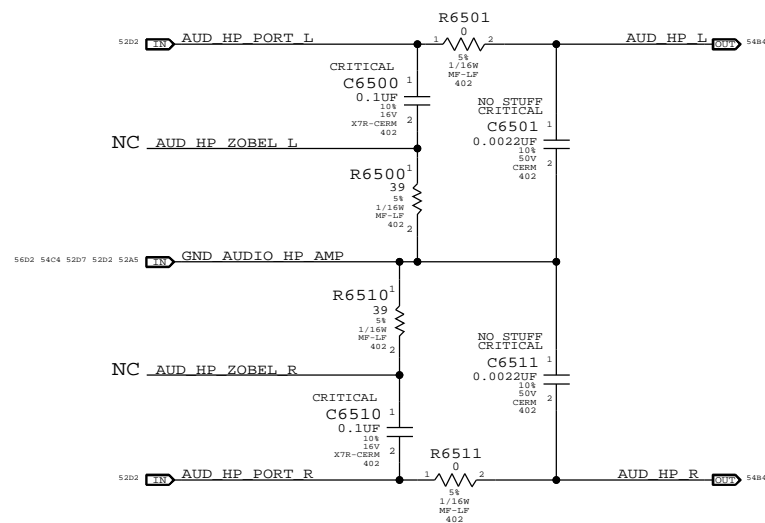 R6501
0
52D2 IN AUD_HP_PORT_L
1 2
AUD_HP_L OUT 54B4
5%
1/16W
MF-LF
402
CRITICAL
C6500 1
0.1UF
10%
16V
X7R-CERM 2
402
NO STUFF
CRITICAL
C6501 1
0.0022UF
10%
50V
CERM 2
402
NC AUD_HP_ZOBEL_L
R6500 1
39
5%
1/16W
MF-LF
402 2
56D2 54C4 52D7 52D2 52A5 IN GND_AUDIO_HP_AMP
R6510 1
39
5%
1/16W
MF-LF
402 2
NO STUFF
CRITICAL
C6511 1
0.0022UF
10%
50V
CERM 2
402
NC AUD_HP_ZOBEL_R
CRITICAL
C6510 1
0.1UF
10%
16V
X7R-CERM 2
402
R6511
0
52D2 IN AUD_HP_PORT_R
1 2
AUD_HP_R OUT 54B4
5%
1/16W
MF-LF
402